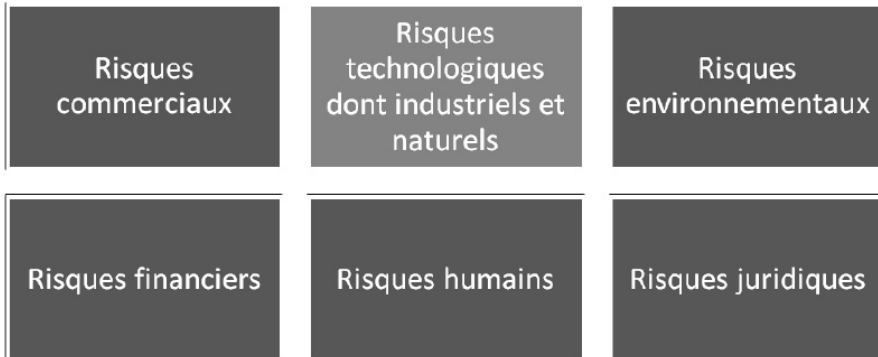 Risques
commerciaux
Risques
technologiques
dont industriels et
naturels
Risques
environnementaux
Risques financiers
Risques humains
Risques juridiques